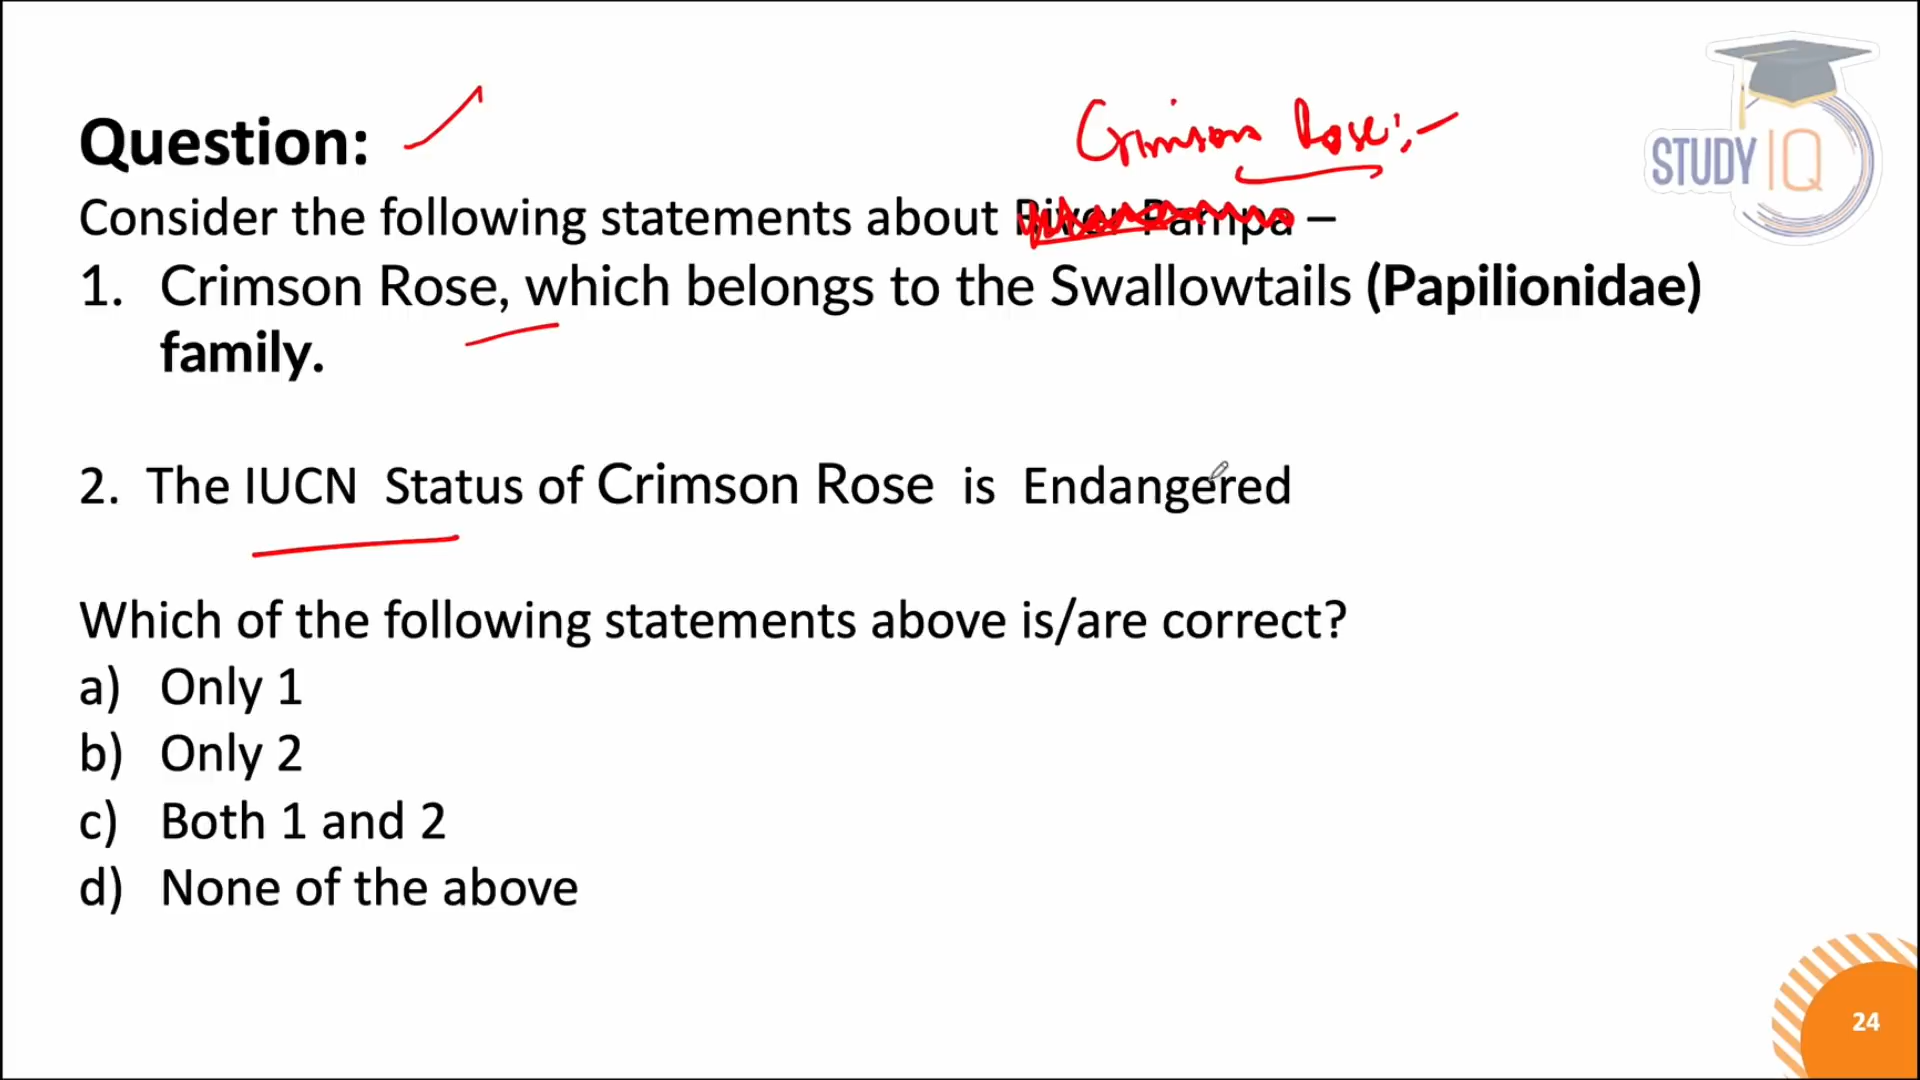 Crimson Rose:-
Question:
STUDY IQ
Consider the following statements about River Pampa –
1. Crimson Rose, which belongs to the Swallowtails (Papilionidae)
family.
2. The IUCN Status of Crimson Rose is Endangered
Which of the following statements above is/are correct?
a) Only 1
b) Only 2
c) Both 1 and 2
d) None of the above
24